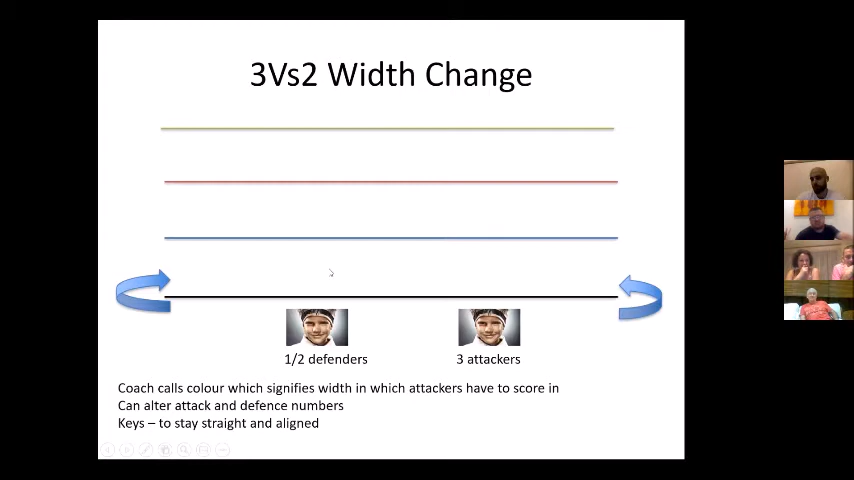 3Vs2 Width Change
1/2 defenders
3 attackers
Coach calls colour which signifies width in which attackers have to score in
Can alter attack and defence numbers
Keys – to stay straight and aligned